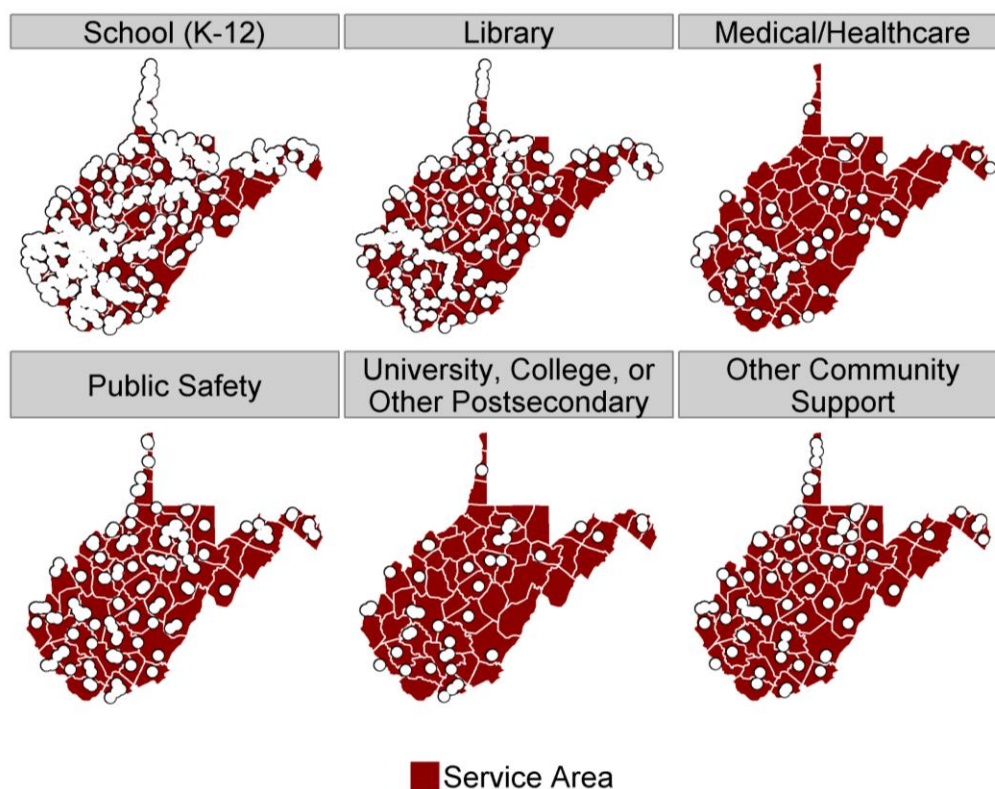 School (K-12)
Library
Medical/Healthcare
Public Safety
University, College, or
Other Postsecondary
Other Community
Support
Service Area